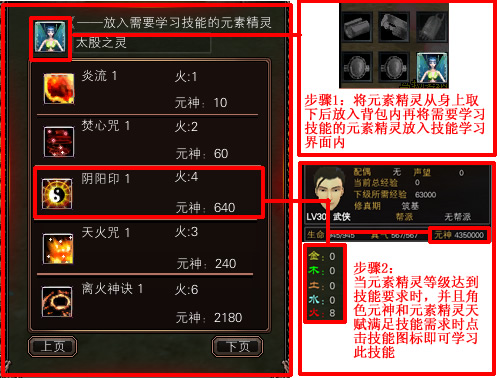 ——放入需要学习技能的元素精灵
太殷之灵
炎流 1
火:1
元神: 10
焚心咒 1
火:2
元神: 60
阴阳印 1
火:4
元神: 640
天火咒 1
火:3
元神: 240
离火神诀 1
火:6
元神: 2180
上页
下页
步骤1：将元素精灵从身上取
下后放入背包内再将需要学习
技能的元素精灵放入技能学习
界面内
配偶 无 声望 0
当前总经验 0
下级所需经验 63000
修真期 筑基
LV30 武侠 帮派 无帮派
生命 945/945 真气 567/567 元神 4350000
金: 0
木: 0
土: 0
水: 0
火: 8
步骤2：
当元素精灵等级达到
技能要求时，并且角
色元神和元素精灵天
赋满足技能需求时点
击技能图标即可学习
此技能